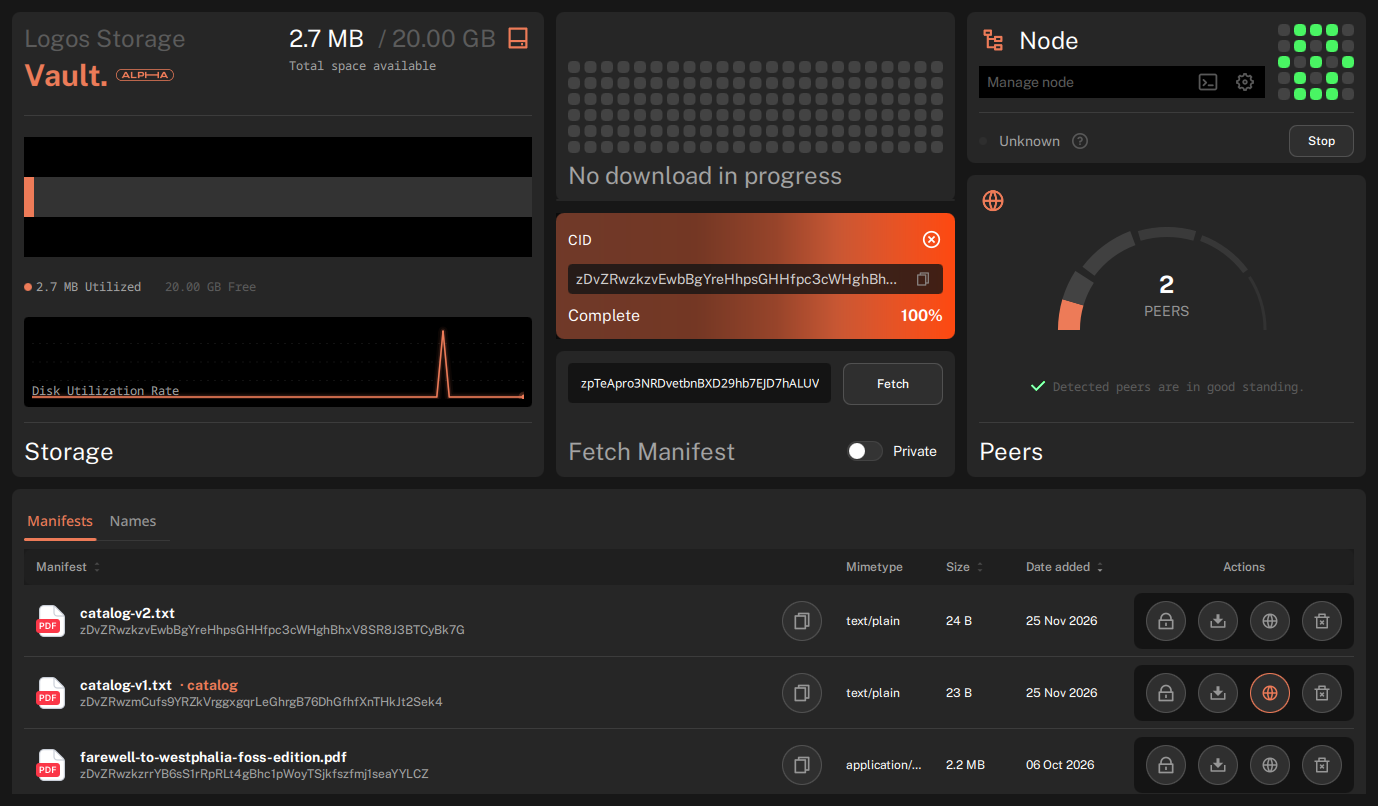 Logos Storage
Vault. ALPHA
2.7 MB / 20.00 GB
Total space available
2.7 MB Utilized 20.00 GB Free
Disk Utilization Rate
Storage
No download in progress
CID
zDvZRwzkzvEwbBgYreHhpsGHHfpc3cWHghBh...
Complete 100%
zpTeApro3NRDvetbnBXD29hb7EJD7hALUV
Fetch
Fetch Manifest
Private
Node
Manage node
Unknown ?
Stop
2
PEERS
Detected peers are in good standing.
Peers
Manifests Names
Manifest Mimetype Size Date added Actions
PDF
catalog-v2.txt
zDvZRwzkzvEwbBgYreHhpsGHHfpc3cWHghBhxV8SR8J3BTCyBk7G
text/plain 24 B 25 Nov 2026
PDF
catalog-v1.txt · catalog
zDvZRwzmCufs9YRZkVrggxgqrLeGhrgB76DhGfhfXnTHkJt2Sek4
text/plain 23 B 25 Nov 2026
PDF
farewell-to-westphalia-foss-edition.pdf
zDvZRwzkzrrYB6sS1rRpRLt4gBhc1pWoyTSjkfszfmj1seaYYLCZ
application/... 2.2 MB 06 Oct 2026